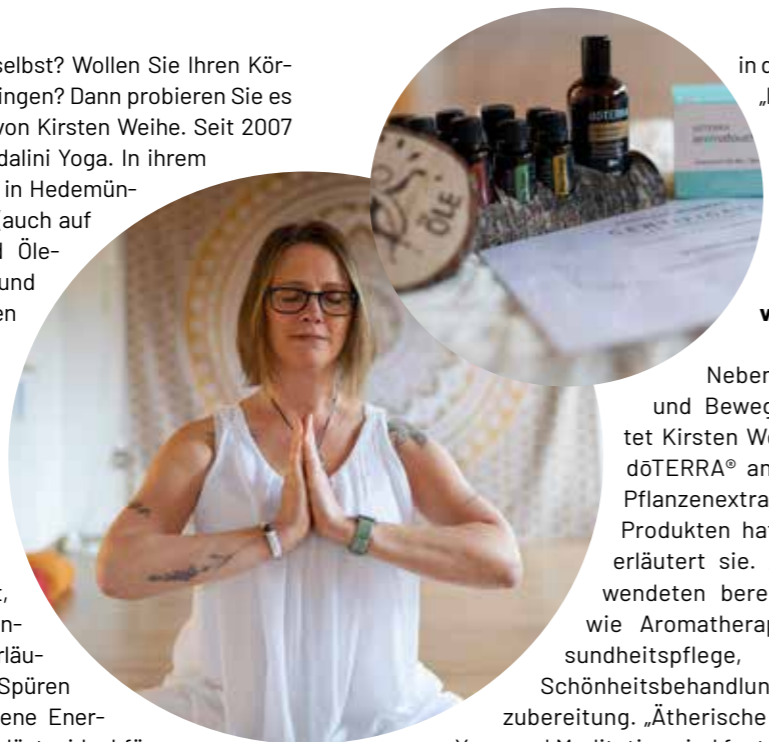 selbst? Wollen Sie Ihren Kör-
ingen? Dann probieren Sie es
von Kirsten Weihe. Seit 2007
dalini Yoga. In ihrem
in Hedemün-
auch auf
Öle-
und
en
t,
n-
rläu-
Spüren
ene Ener-
ÖLE
dōTERRA
in d
Neben
und Beweg
tet Kirsten We
dōTERRA® an
Pflanzenextra
Produkten hat
erläutert sie.
wendeten bere
wie Aromatherap
sundheitspflege,
Schönheitsbehandlun
zubereitung. „Ätherische